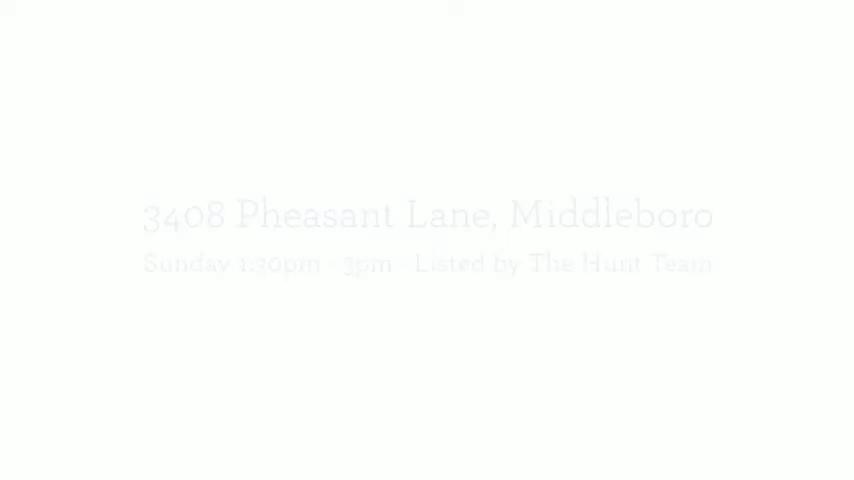 3408 Pheasant Lane, Middleboro
Sunday 1:30pm - 3pm - Listed by The Hunt Team